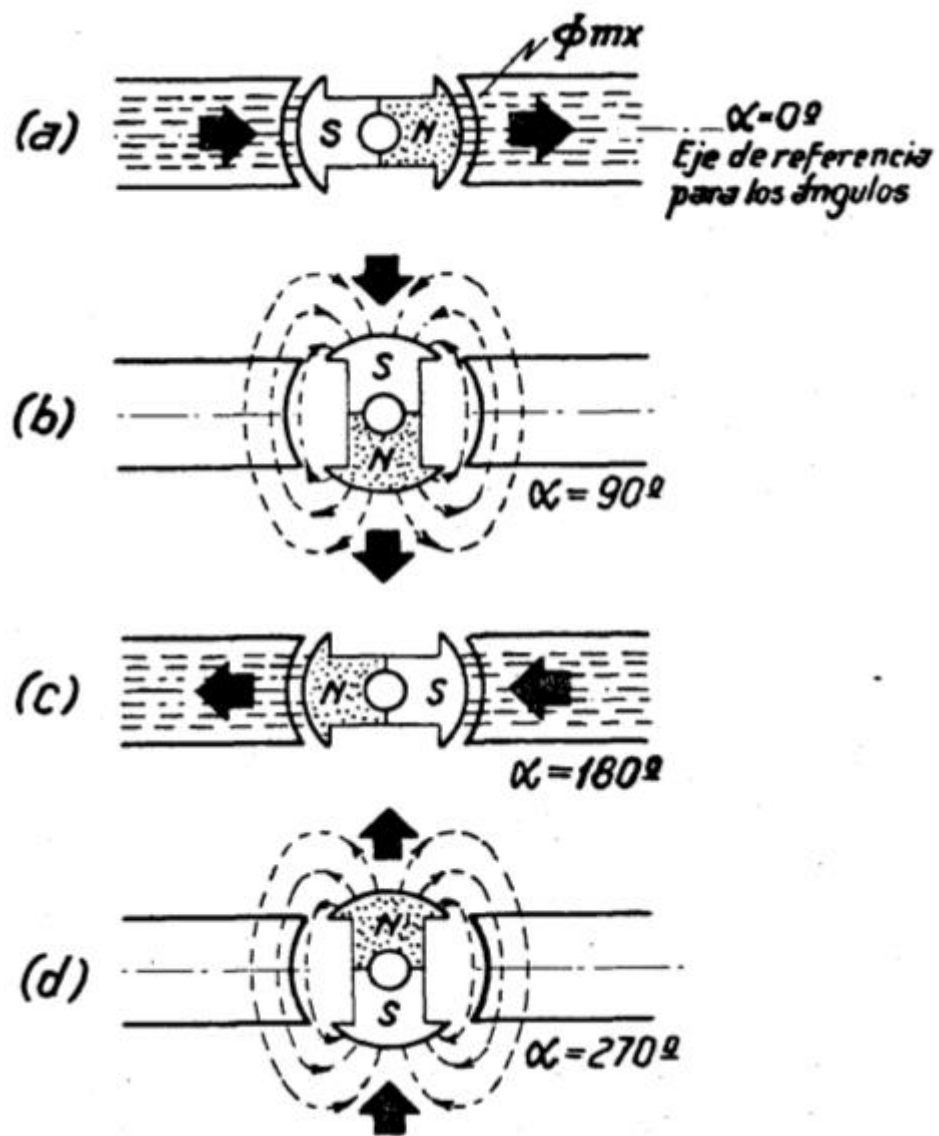 ϕmx
(a)
S N
α=0º
Eje de referencia
para los ángulos
(b)
S
N
α=90º
(c)
N S
α=180º
(d)
N
S
α=270º